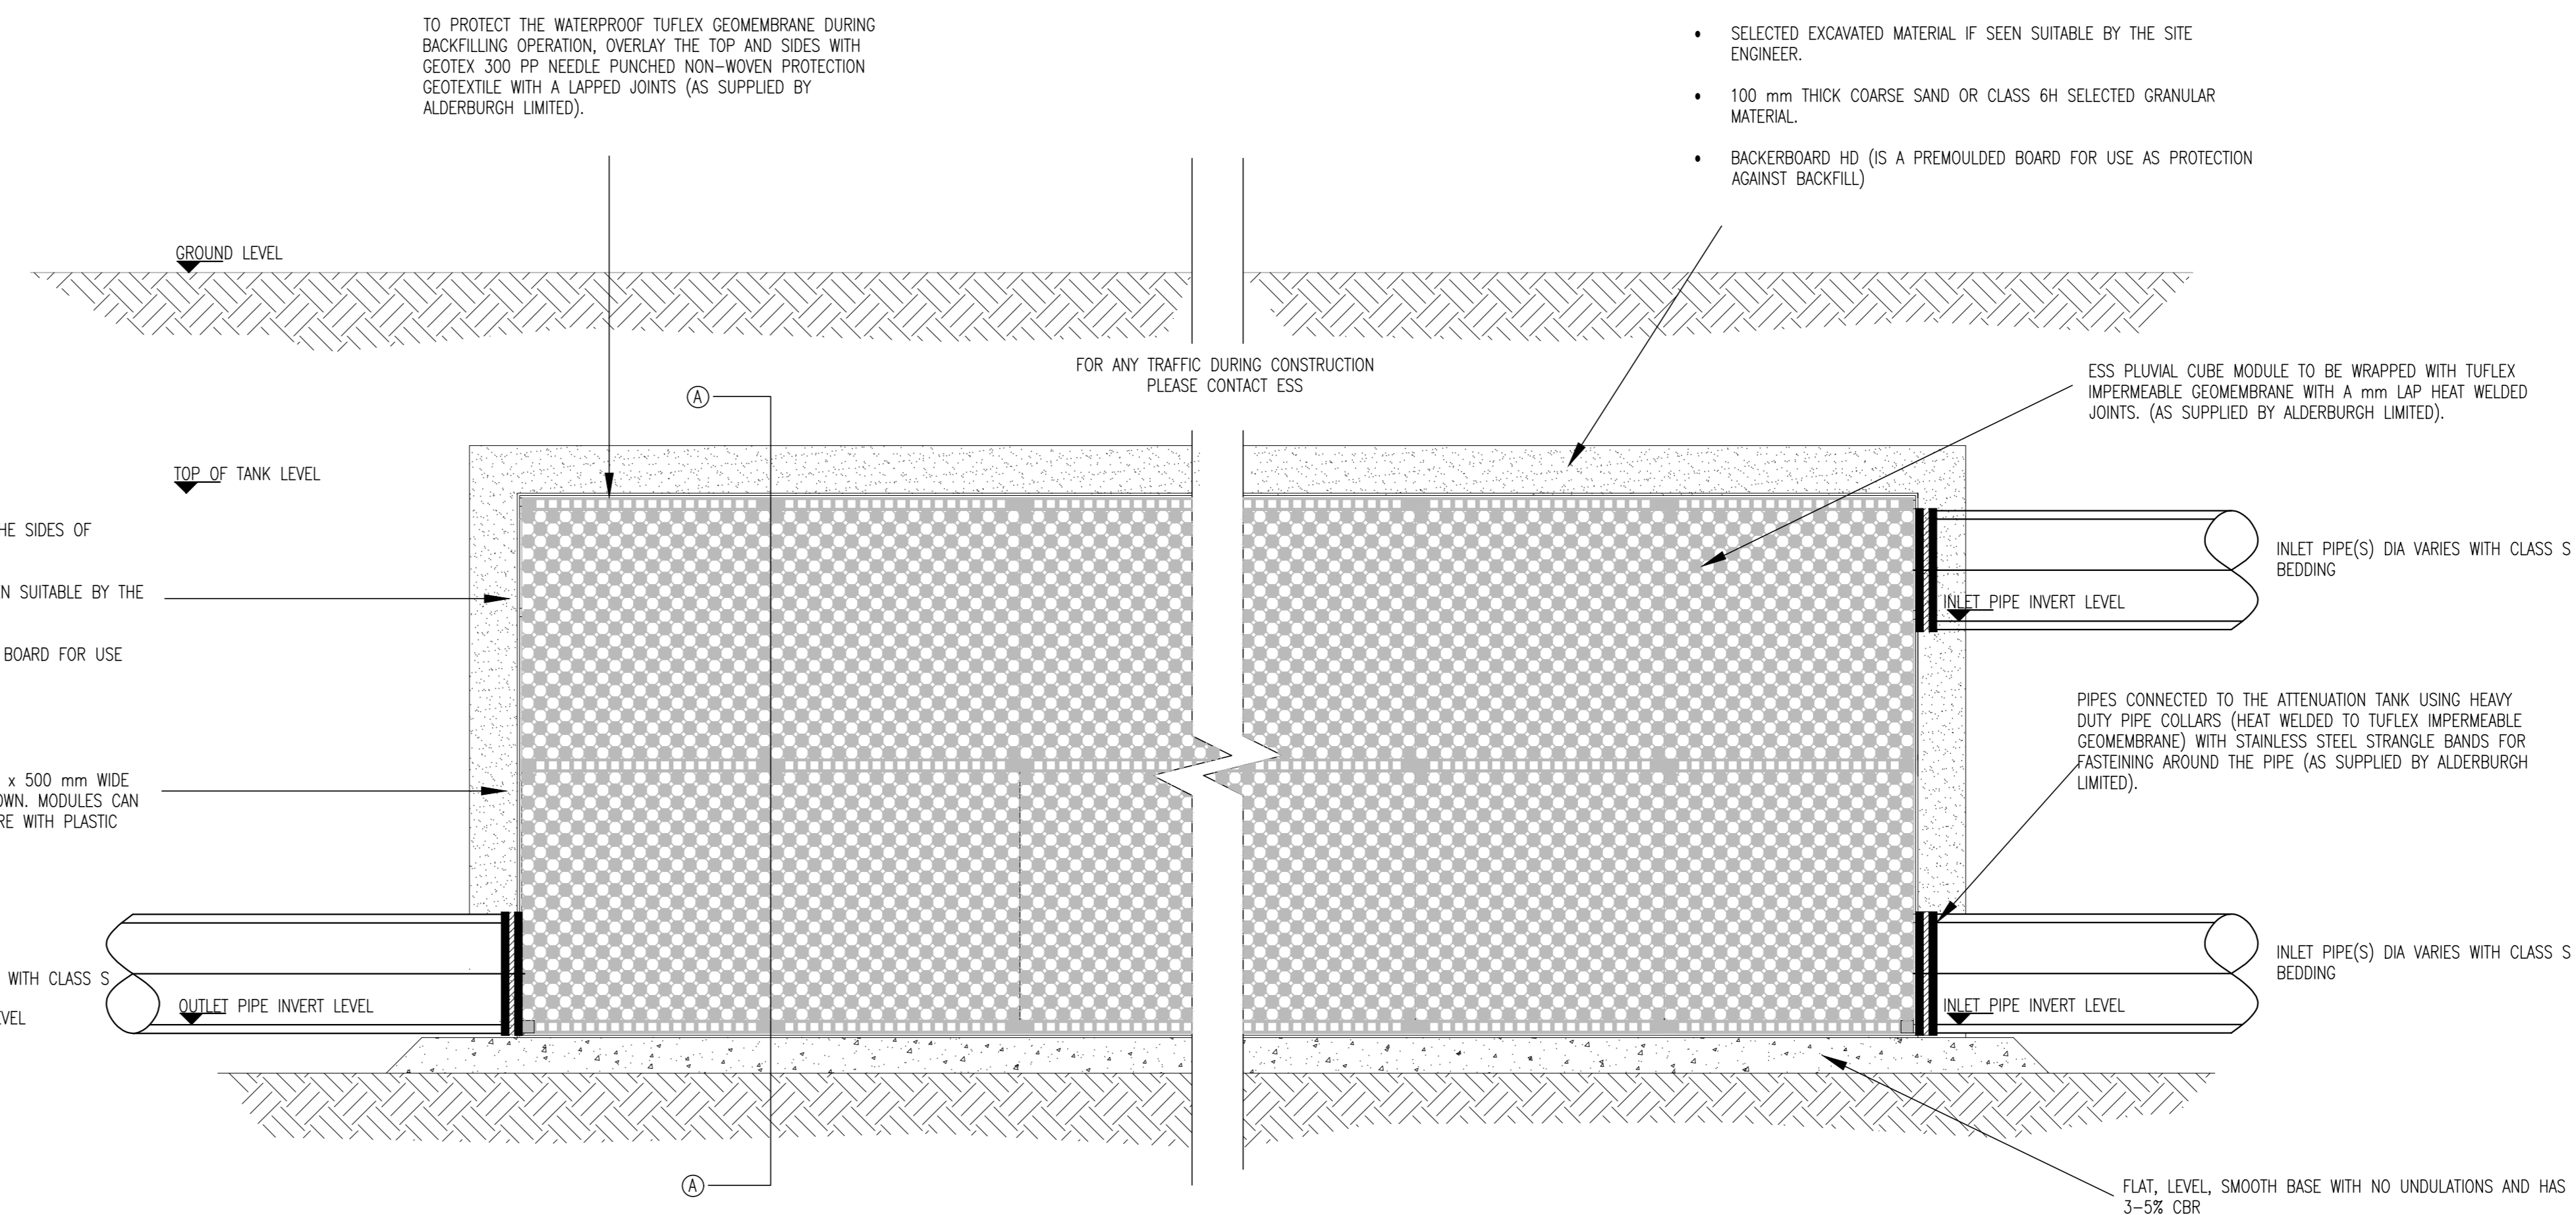 TO PROTECT THE WATERPROOF TUFLEX GEOMEMBRANE DURING
BACKFILLING OPERATION, OVERLAY THE TOP AND SIDES WITH
GEOTEX 300 PP NEEDLE PUNCHED NON-WOVEN PROTECTION
GEOTEXTILE WITH A LAPPED JOINTS (AS SUPPLIED BY
ALDERBURGH LIMITED).
• SELECTED EXCAVATED MATERIAL IF SEEN SUITABLE BY THE SITE
ENGINEER.
• 100 mm THICK COARSE SAND OR CLASS 6H SELECTED GRANULAR
MATERIAL.
• BACKERBOARD HD (IS A PREMOULDED BOARD FOR USE AS PROTECTION
AGAINST BACKFILL)
GROUND LEVEL
FOR ANY TRAFFIC DURING CONSTRUCTION
PLEASE CONTACT ESS
ESS PLUVIAL CUBE MODULE TO BE WRAPPED WITH TUFLEX
IMPERMEABLE GEOMEMBRANE WITH A mm LAP HEAT WELDED
JOINTS. (AS SUPPLIED BY ALDERBURGH LIMITED).
A
TOP OF TANK LEVEL
HE SIDES OF
N SUITABLE BY THE
BOARD FOR USE
INLET PIPE(S) DIA VARIES WITH CLASS S
BEDDING
INLET PIPE INVERT LEVEL
PIPES CONNECTED TO THE ATTENUATION TANK USING HEAVY
DUTY PIPE COLLARS (HEAT WELDED TO TUFLEX IMPERMEABLE
GEOMEMBRANE) WITH STAINLESS STEEL STRANGLE BANDS FOR
FASTEINING AROUND THE PIPE (AS SUPPLIED BY ALDERBURGH
LIMITED).
x 500 mm WIDE
OWN. MODULES CAN
RE WITH PLASTIC
WITH CLASS S
EVEL
OUTLET PIPE INVERT LEVEL
INLET PIPE(S) DIA VARIES WITH CLASS S
BEDDING
INLET PIPE INVERT LEVEL
A
FLAT, LEVEL, SMOOTH BASE WITH NO UNDULATIONS AND HAS
3-5% CBR